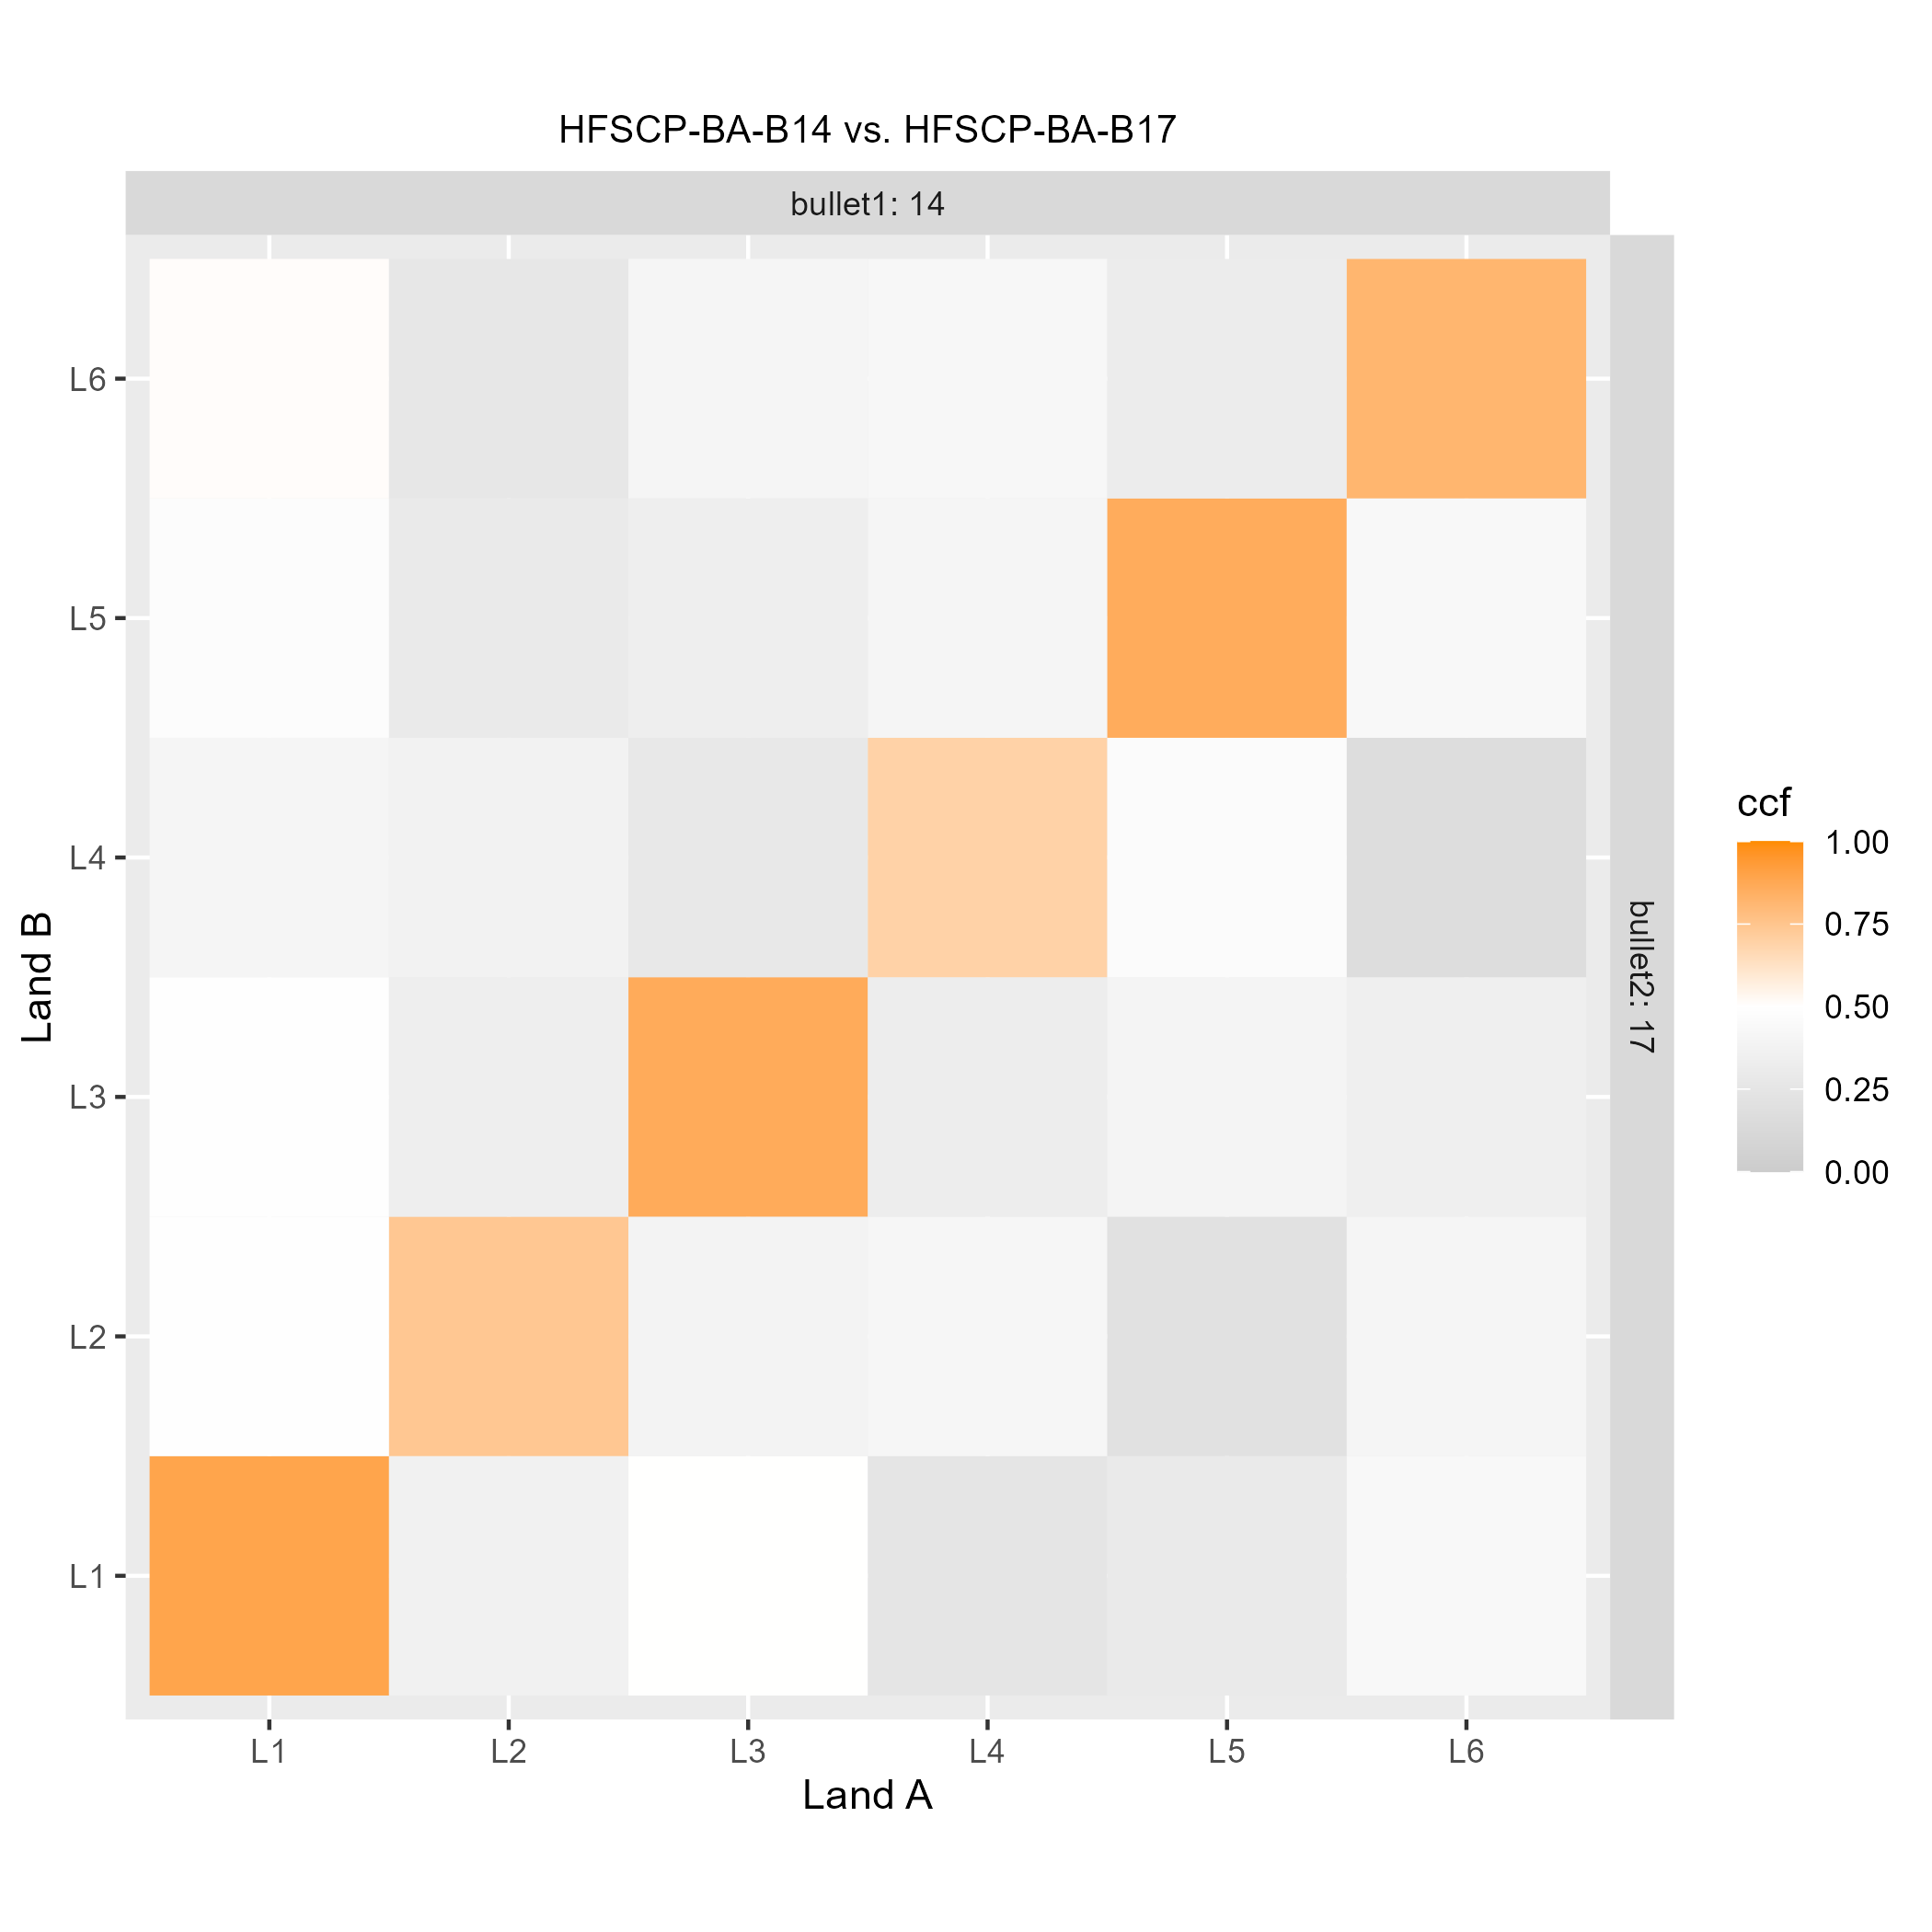 HFSCP-BA-B14 vs. HFSCP-BA-B17
bullet1: 14
L6
L5
L4
L3
L2
L1
Land B
bullet2: 17
L1 L2 L3 L4 L5 L6
Land A
ccf
1.00
0.75
0.50
0.25
0.00